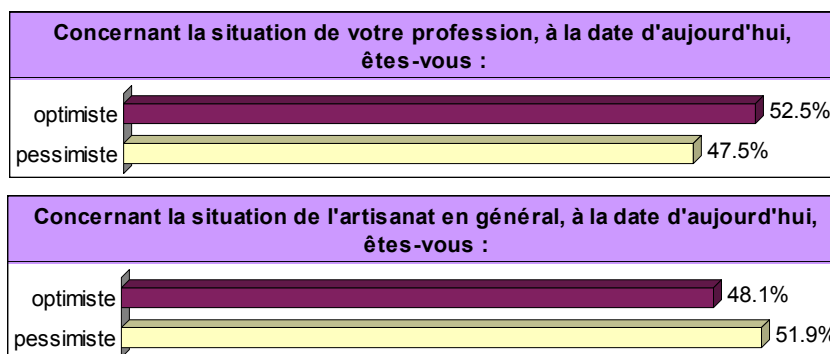 Concernant la situation de votre profession, à la date d'aujourd'hui,
êtes-vous :
optimiste 52.5%
pessimiste 47.5%
Concernant la situation de l'artisanat en général, à la date d'aujourd'hui,
êtes-vous :
optimiste 48.1%
pessimiste 51.9%